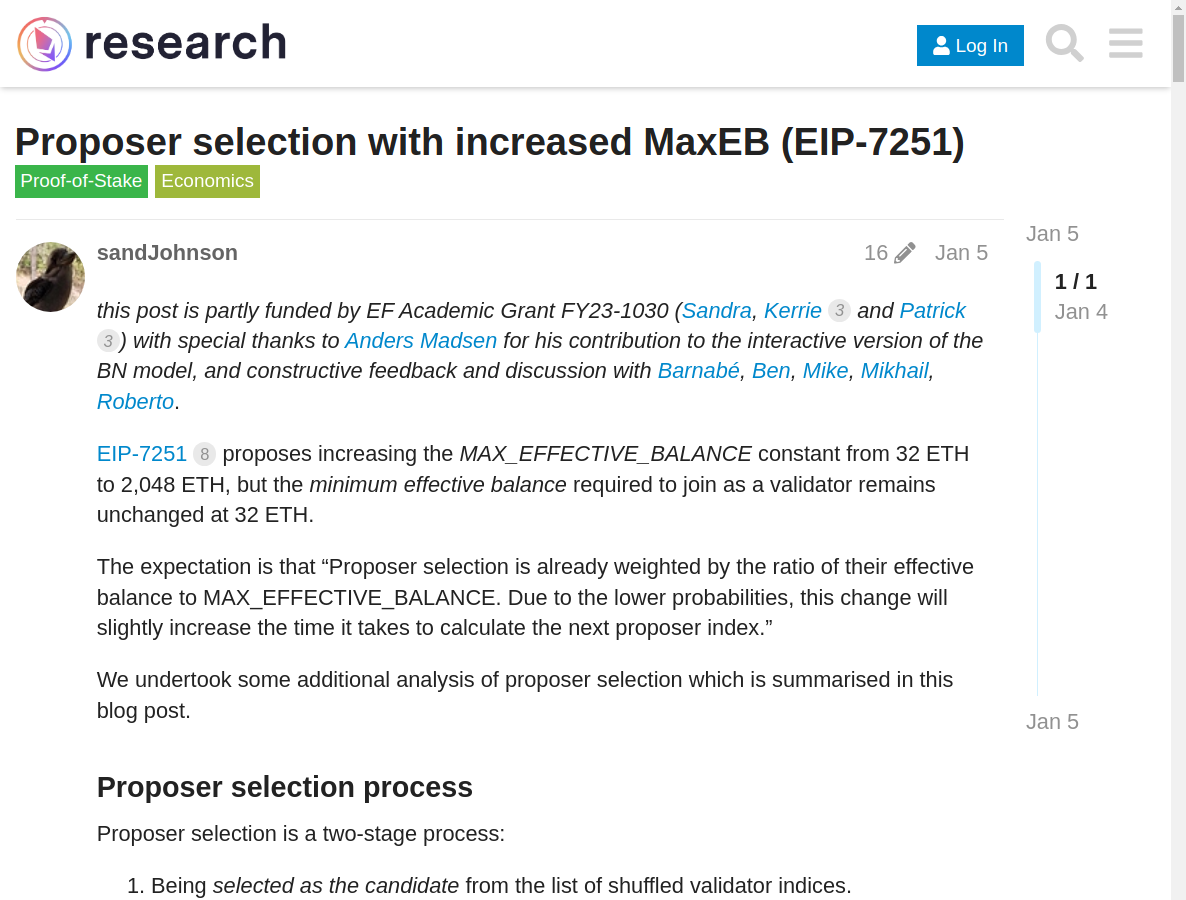 research
Log In
Proposer selection with increased MaxEB (EIP-7251)
Proof-of-Stake Economics
sandJohnson 16 Jan 5
this post is partly funded by EF Academic Grant FY23-1030 (Sandra, Kerrie 3 and Patrick
3) with special thanks to Anders Madsen for his contribution to the interactive version of the
BN model, and constructive feedback and discussion with Barnabé, Ben, Mike, Mikhail,
Roberto.
EIP-7251 8 proposes increasing the MAX_EFFECTIVE_BALANCE constant from 32 ETH
to 2,048 ETH, but the minimum effective balance required to join as a validator remains
unchanged at 32 ETH.
The expectation is that “Proposer selection is already weighted by the ratio of their effective
balance to MAX_EFFECTIVE_BALANCE. Due to the lower probabilities, this change will
slightly increase the time it takes to calculate the next proposer index.”
We undertook some additional analysis of proposer selection which is summarised in this
blog post.
Proposer selection process
Proposer selection is a two-stage process:
1. Being selected as the candidate from the list of shuffled validator indices.
Jan 5
1 / 1
Jan 4
Jan 5